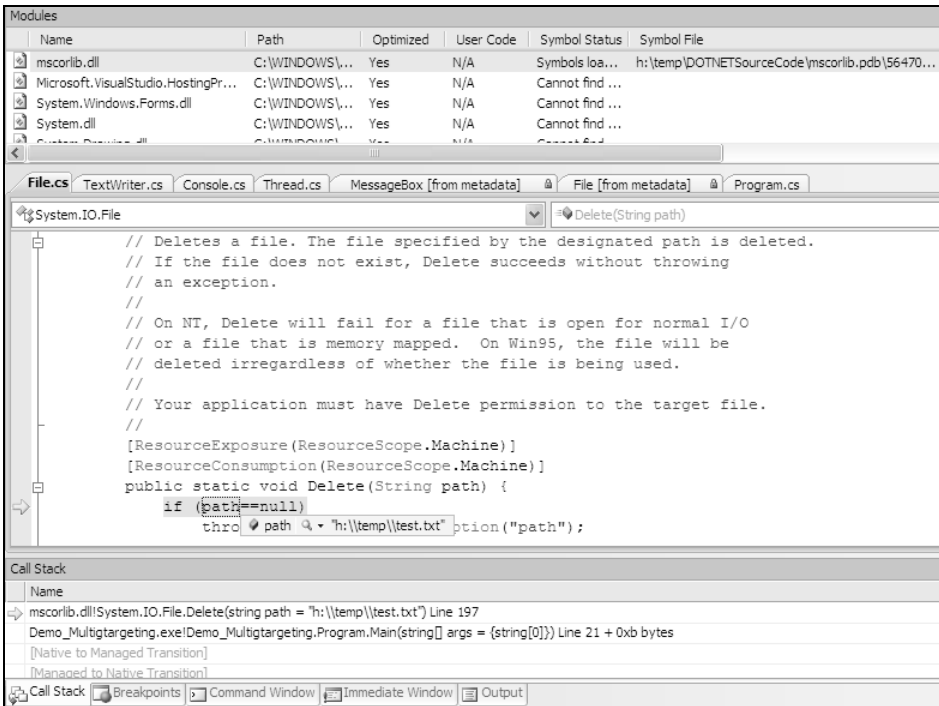 Modules
Name Path Optimized User Code Symbol Status Symbol File
mscorlib.dll C:\WINDOWS\... Yes N/A Symbols loa... h:\temp\DOTNETSourceCode\mscorlib.pdb\56470...
Microsoft.VisualStudio.HostingPr... C:\WINDOWS\... Yes N/A Cannot find ...
System.Windows.Forms.dll C:\WINDOWS\... Yes N/A Cannot find ...
System.dll C:\WINDOWS\... Yes N/A Cannot find ...
System.Drawing.dll C:\WINDOWS\... Yes N/A Cannot find
File.cs TextWriter.cs Console.cs Thread.cs MessageBox [from metadata] File [from metadata] Program.cs
System.IO.File Delete(String path)
// Deletes a file. The file specified by the designated path is deleted.
// If the file does not exist, Delete succeeds without throwing
// an exception.
//
// On NT, Delete will fail for a file that is open for normal I/O
// or a file that is memory mapped.  On Win95, the file will be
// deleted irregardless of whether the file is being used.
//
// Your application must have Delete permission to the target file.
//
[ResourceExposure(ResourceScope.Machine)]
[ResourceConsumption(ResourceScope.Machine)]
public static void Delete(String path) {
if (path==null)
thro path "h:\\temp\\test.txt" ption("path");
Call Stack
Name
mscorlib.dll!System.IO.File.Delete(string path = "h:\\temp\\test.txt") Line 197
Demo_Multigtargeting.exe!Demo_Multigtargeting.Program.Main(string[] args = {string[0]}) Line 21 + 0xb bytes
[Native to Managed Transition]
[Managed to Native Transition]
Call Stack Breakpoints Command Window Immediate Window Output